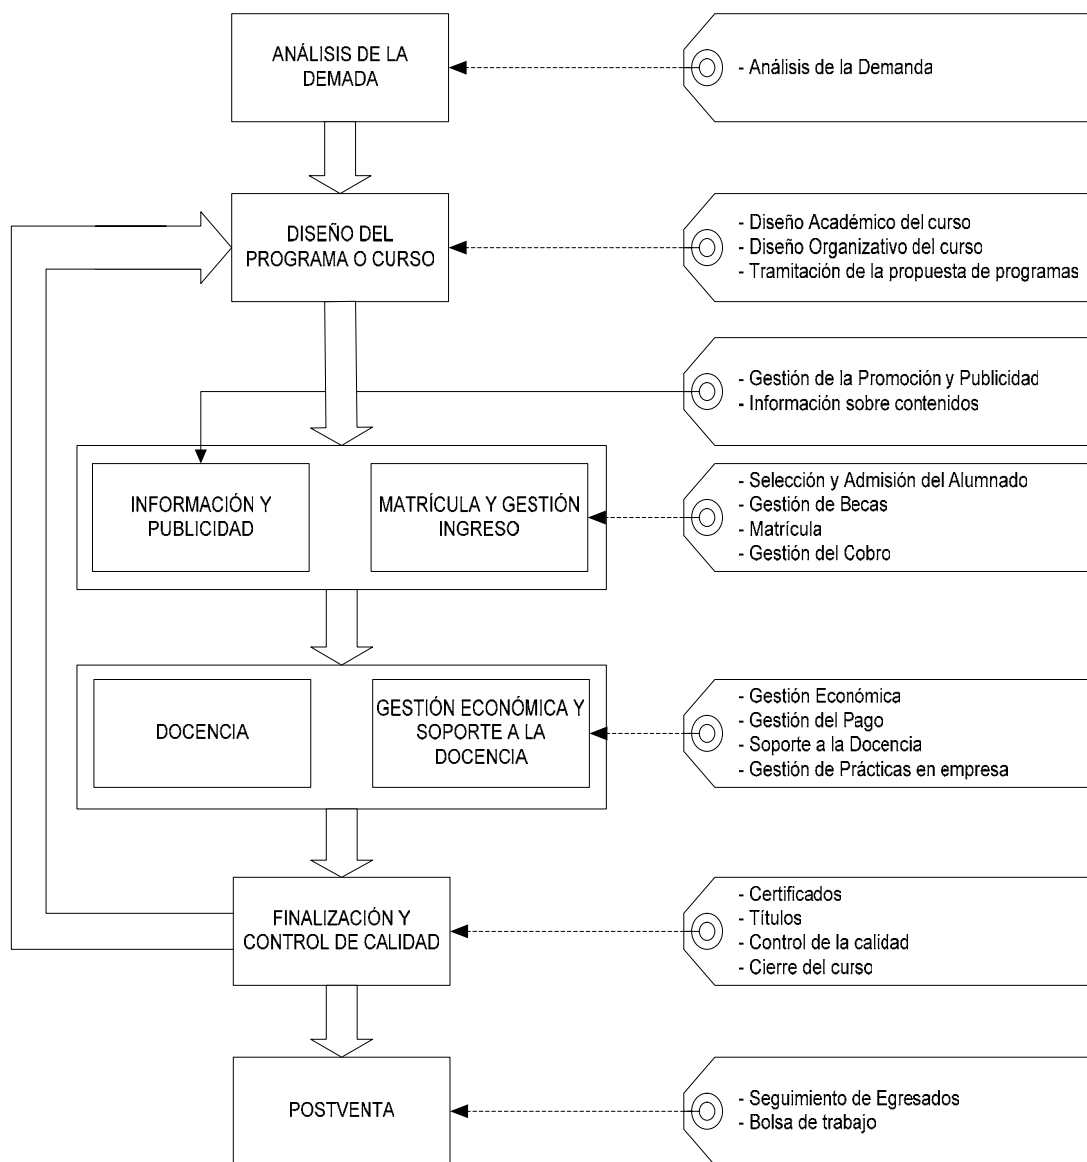 ANÁLISIS DE LA
DEMADA
- Análisis de la Demanda
DISEÑO DEL
PROGRAMA O CURSO
- Diseño Académico del curso
- Diseño Organizativo del curso
- Tramitación de la propuesta de programas
- Gestión de la Promoción y Publicidad
- Información sobre contenidos
INFORMACIÓN Y
PUBLICIDAD
MATRÍCULA Y GESTIÓN
INGRESO
- Selección y Admisión del Alumnado
- Gestión de Becas
- Matrícula
- Gestión del Cobro
DOCENCIA
GESTIÓN ECONÓMICA Y
SOPORTE A LA
DOCENCIA
- Gestión Económica
- Gestión del Pago
- Soporte a la Docencia
- Gestión de Prácticas en empresa
FINALIZACIÓN Y
CONTROL DE CALIDAD
- Certificados
- Títulos
- Control de la calidad
- Cierre del curso
POSTVENTA
- Seguimiento de Egresados
- Bolsa de trabajo